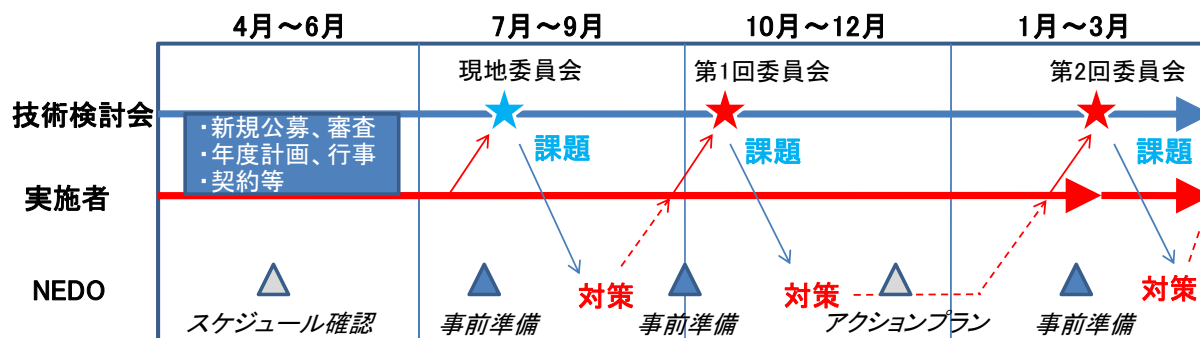 4月～6月
7月～9月
10月～12月
1月～3月
現地委員会
第1回委員会
第2回委員会
技術検討会
・新規公募、審査
・年度計画、行事
・契約等
課題
課題
課題
実施者
NEDO
対策
対策
対策
スケジュール確認
事前準備
事前準備
アクションプラン
事前準備